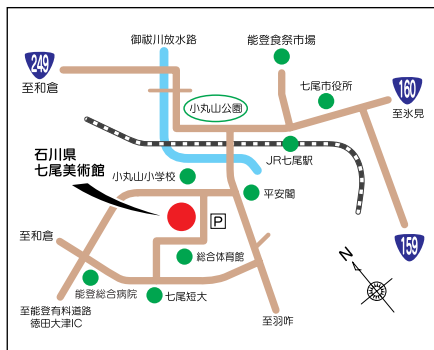 御祓川放水路
能登食祭市場
249
至和倉
小丸山公園
七尾市役所
160
至氷見
JR七尾駅
石川県
七尾美術館
小丸山小学校
平安閣
P
至和倉
総合体育館
159
N
能登総合病院
七尾短大
至能登有料道路
徳田大津IC
至羽咋